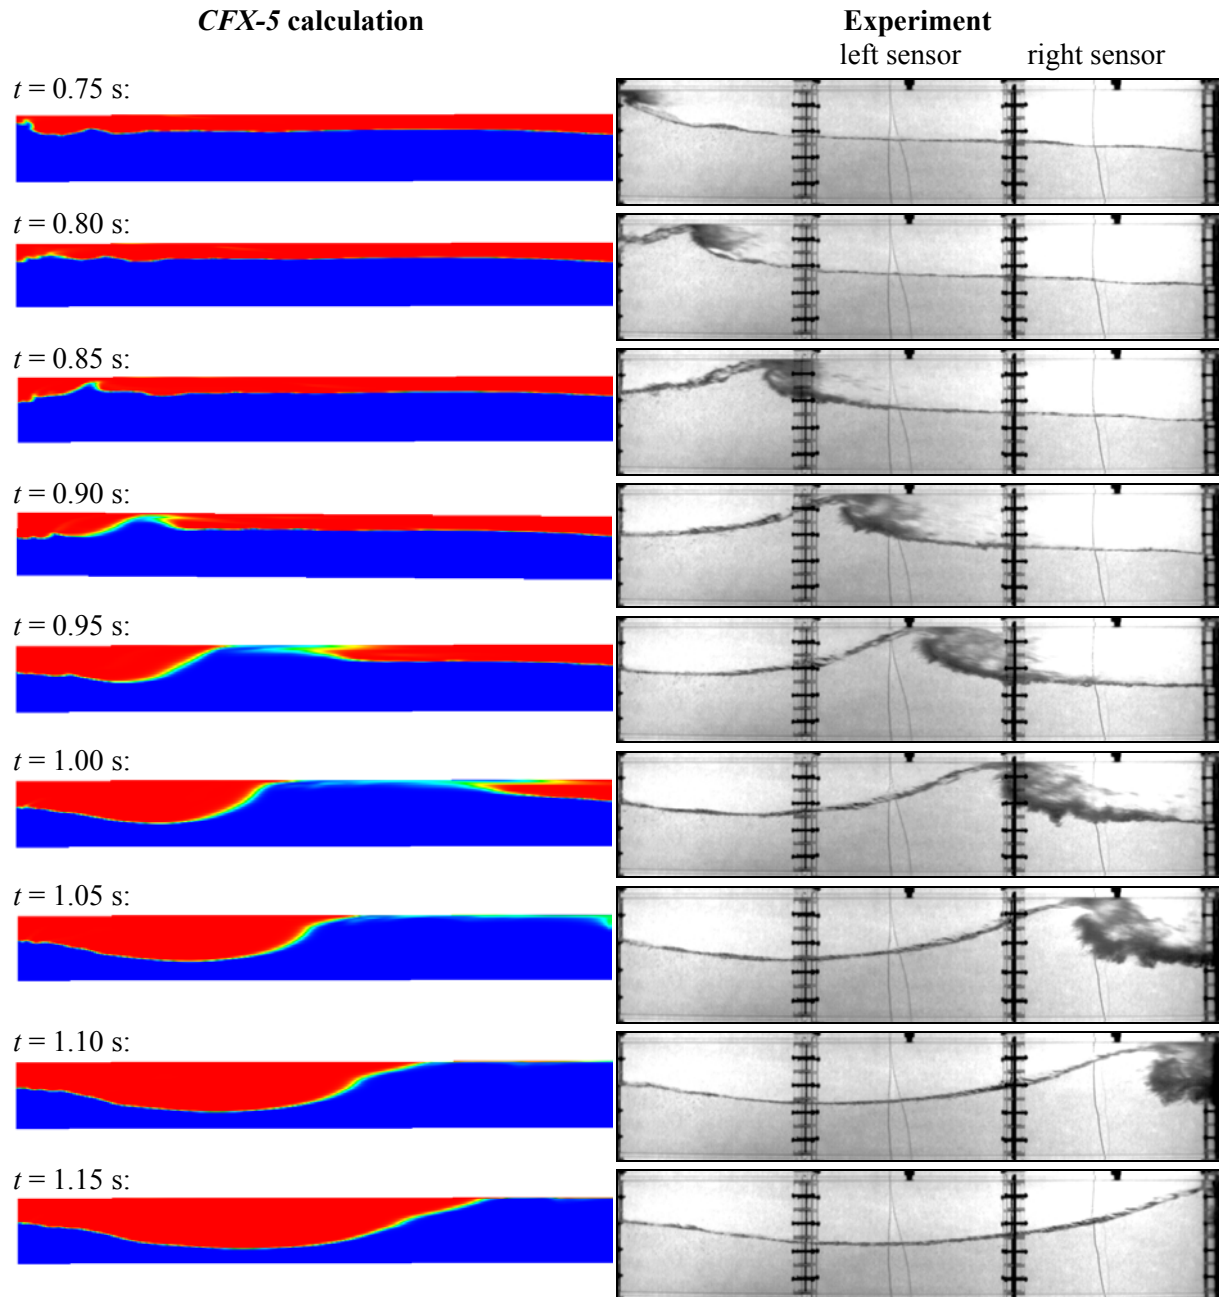 CFX-5 calculation
Experiment
left sensor
right sensor
t = 0.75 s:
t = 0.80 s:
t = 0.85 s:
t = 0.90 s:
t = 0.95 s:
t = 1.00 s:
t = 1.05 s:
t = 1.10 s:
t = 1.15 s: